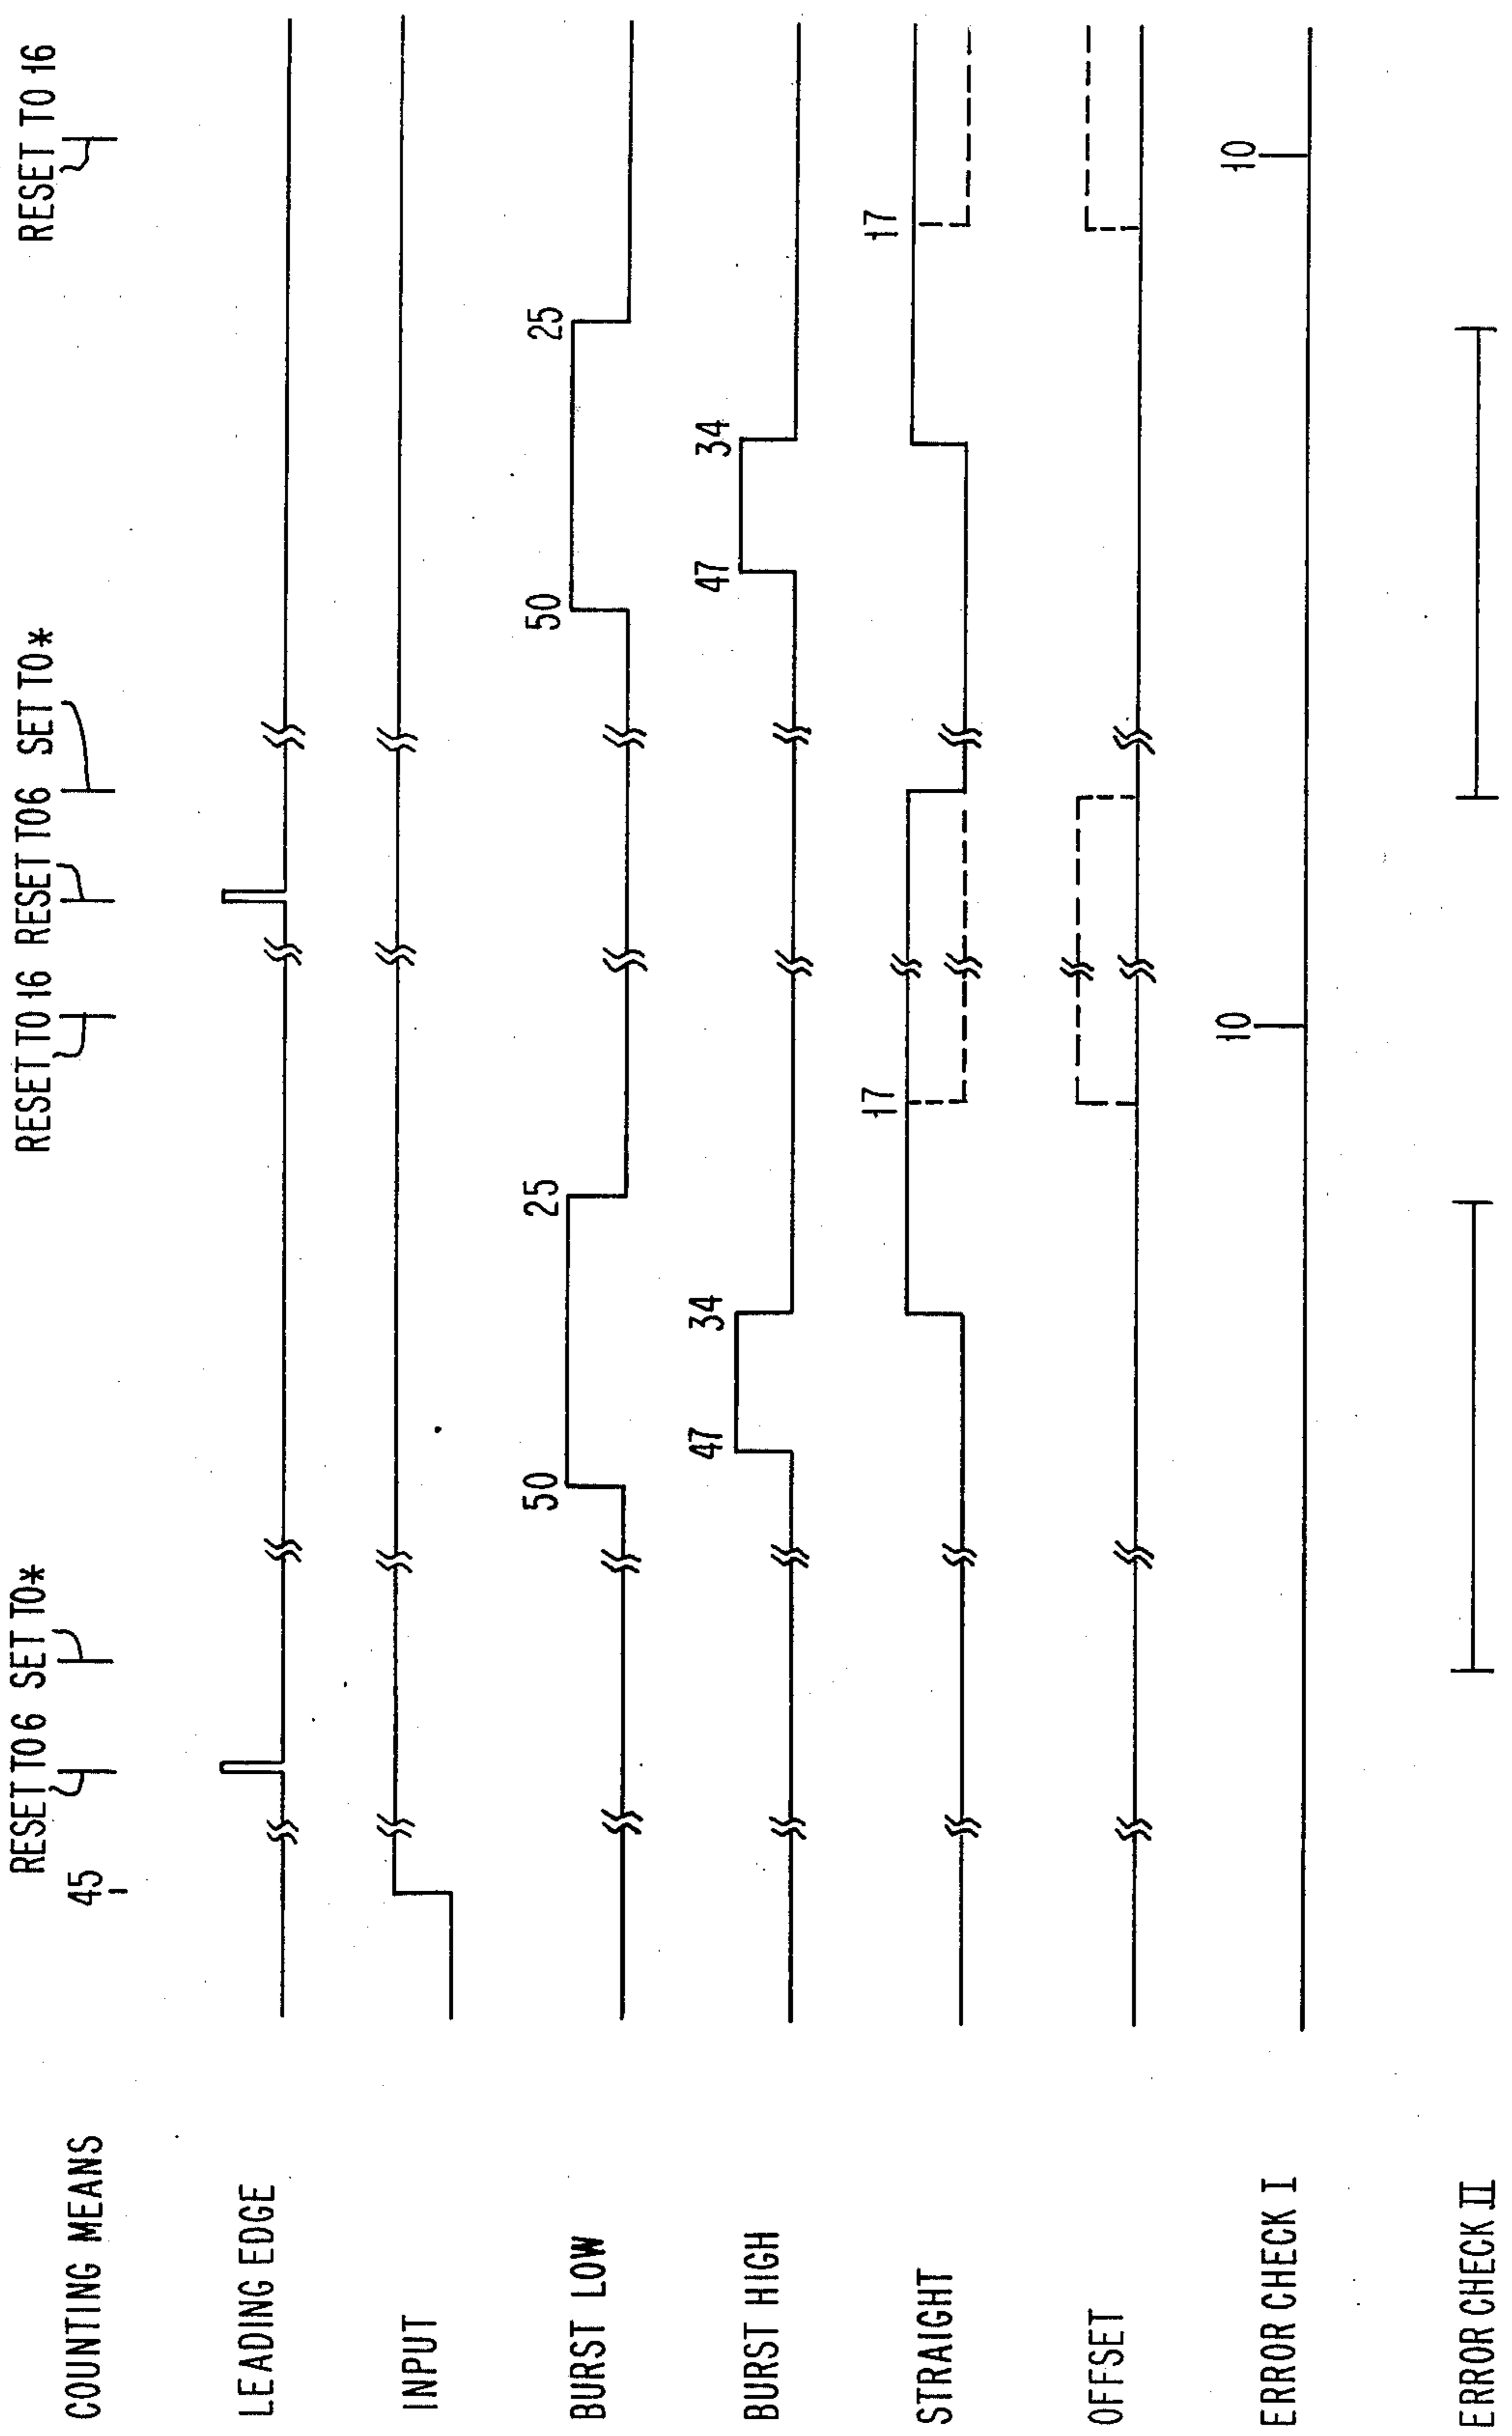 COUNTING MEANS
45
RESET TO 6
SET TO*
RESET TO 16
RESET TO 6
SET TO*
RESET TO 16
LEADING EDGE
INPUT
BURST LOW
50
25
50
25
BURST HIGH
47
34
47
34
STRAIGHT
17
17
OFFSET
ERROR CHECK I
10
10
ERROR CHECK II